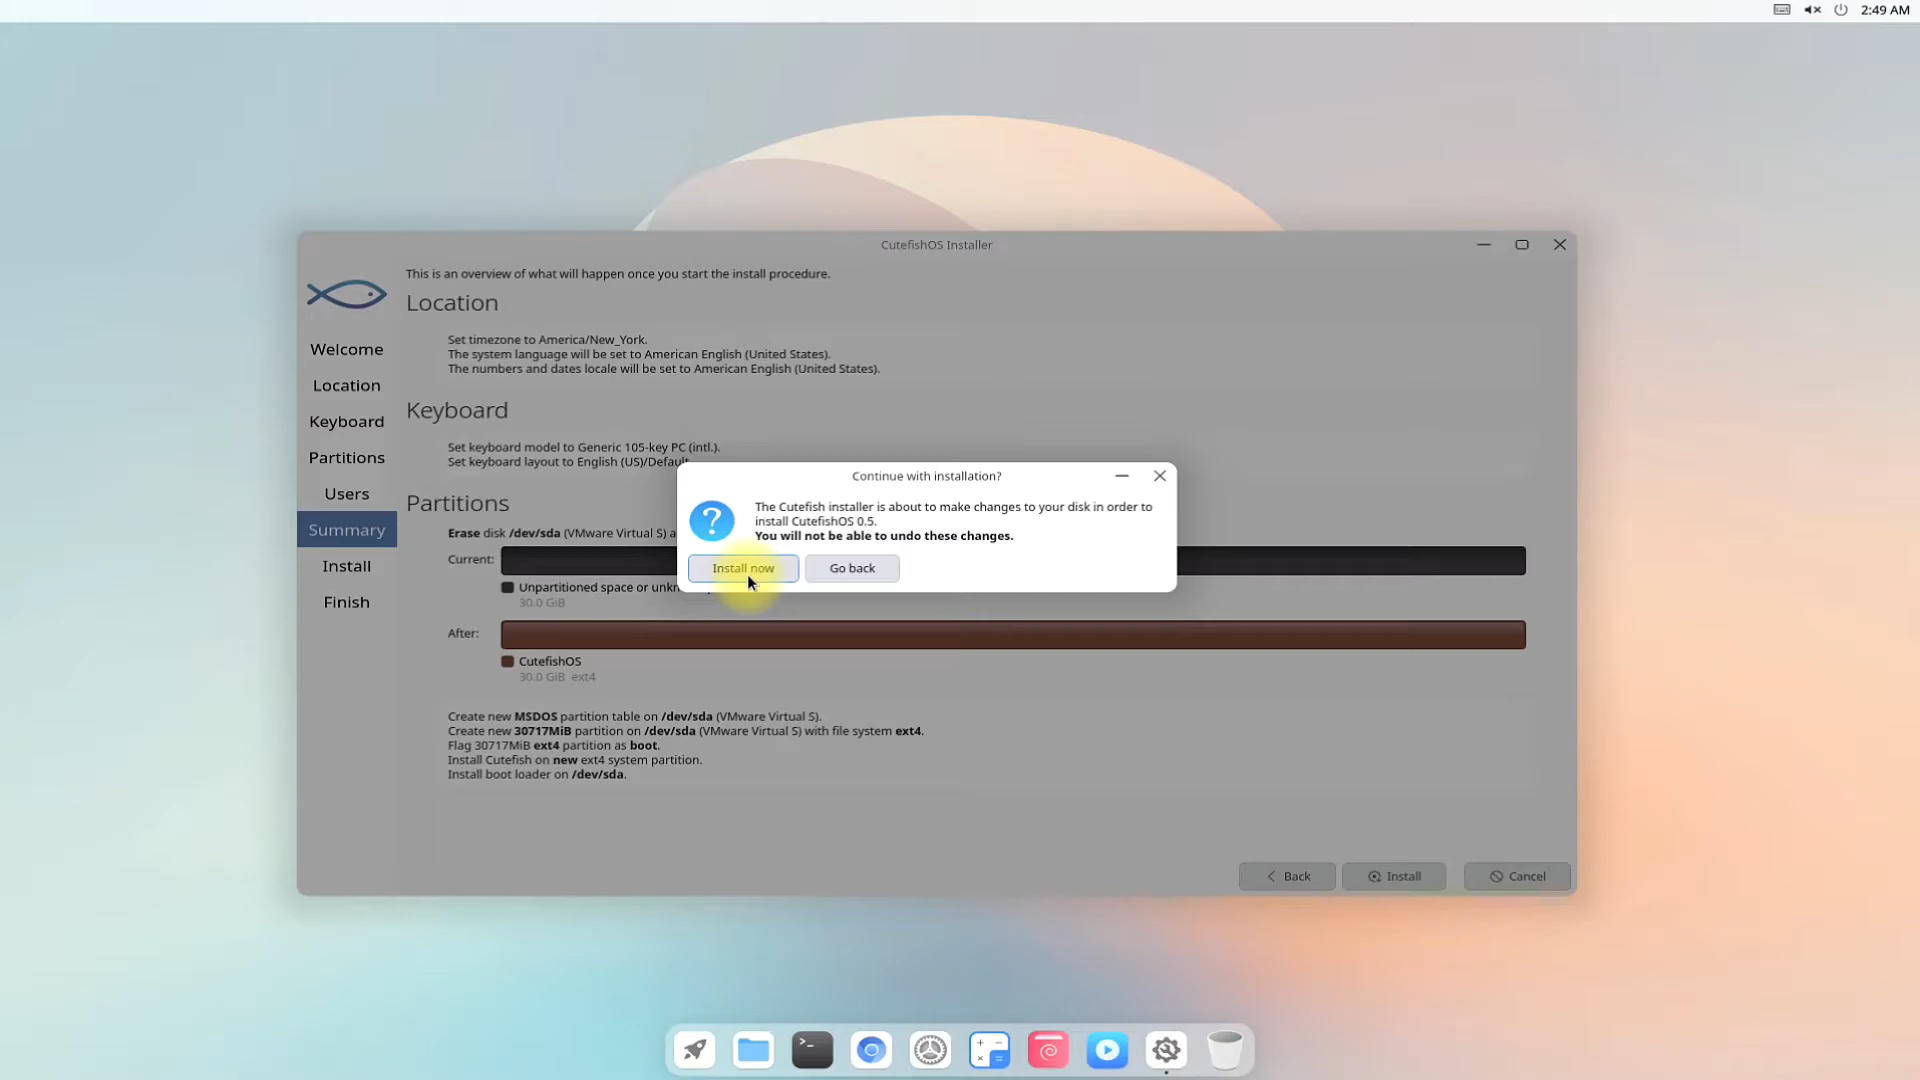 2:49 AM
CutefishOS Installer
This is an overview of what will happen once you start the install procedure.
Location
Set timezone to America/New_York.
The system language will be set to American English (United States).
The numbers and dates locale will be set to American English (United States).
Welcome
Location
Keyboard
Partitions
Users
Summary
Install
Finish
Keyboard
Set keyboard model to Generic 105-key PC (intl.).
Set keyboard layout to English (US)/Default
Partitions
Erase disk /dev/sda (VMware Virtual S) a
Current:
Unpartitioned space or unkn
30.0 GiB
After:
CutefishOS
30.0 GiB ext4
Create new MSDOS partition table on /dev/sda (VMware Virtual S).
Create new 30717MiB partition on /dev/sda (VMware Virtual S) with file system ext4.
Flag 30717MiB ext4 partition as boot.
Install Cutefish on new ext4 system partition.
Install boot loader on /dev/sda.
Continue with installation?
The Cutefish installer is about to make changes to your disk in order to
install CutefishOS 0.5.
You will not be able to undo these changes.
Install now
Go back
Back
Install
Cancel